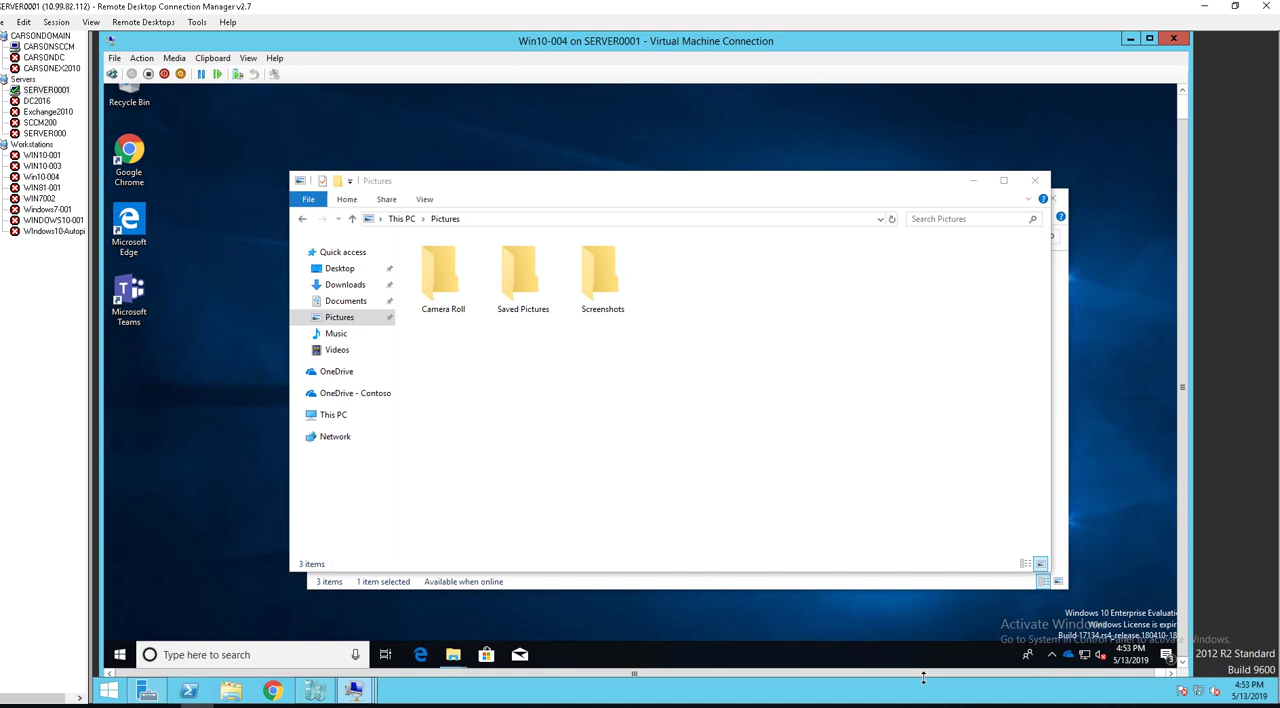 SERVER0001 (10.99.82.112) - Remote Desktop Connection Manager v2.7
e Edit Session View Remote Desktops Tools Help
CARSONDOMAIN
CARSONSCCM
CARSONDC
CARSONEX2010
Servers
SERVER0001
DC2016
Exchange2010
SCCM200
SERVER000
Workstations
WIN10-001
WIN10-003
Win10-004
WIN81-001
WIN7002
Windows7-001
WINDOWS10-001
WIndows10-Autopi
Win10-004 on SERVER0001 - Virtual Machine Connection
File Action Media Clipboard View Help
Recycle Bin
Google
Chrome
Microsoft
Edge
Microsoft
Teams
Pictures
File Home Share View
This PC Pictures
Search Pictures
Quick access
Desktop
Downloads
Documents
Pictures
Music
Videos
OneDrive
OneDrive - Contoso
This PC
Network
Camera Roll
Saved Pictures
Screenshots
3 items
3 items 1 item selected Available when online
Windows 10 Enterprise Evaluati
Windows License is expir
Build 17134.rs4_release.180410-18
Activate Windows
Go to System in Control Panel to activate Windows.
Type here to search
4:53 PM
5/13/2019
3
2012 R2 Standard
Build 9600
4:53 PM
5/13/2019